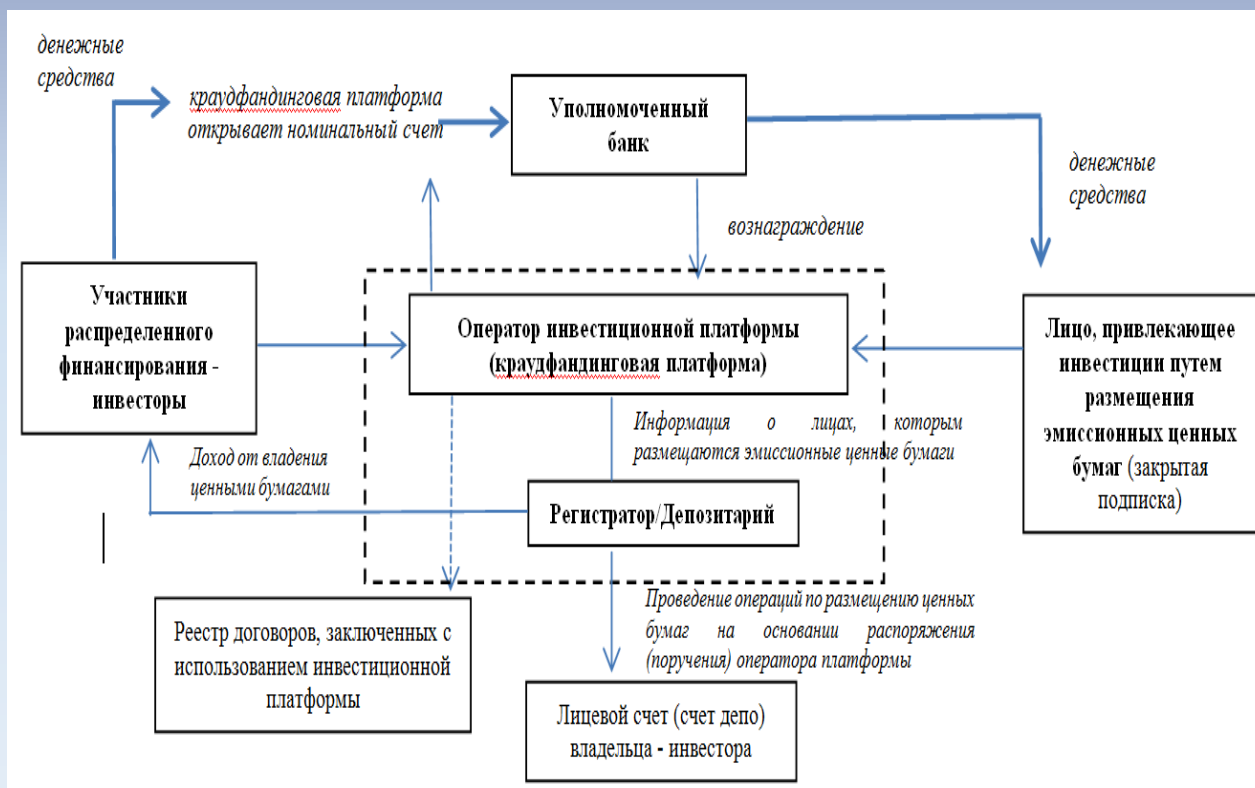 денежные
средства
краудфандинговая платформа
открывает номинальный счет
Уполномоченный
банк
денежные
средства
вознаграждение
Участники
распределенного
финансирования -
инвесторы
Оператор инвестиционной платформы
(краудфандинговая платформа)
Лицо, привлекающее
инвестиции путем
размещения
эмиссионных ценных
бумаг (закрытая
подписка)
Информация о лицах, которым
размещаются эмиссионные ценные бумаги
Доход от владения
ценными бумагами
Регистратор/Депозитарий
Реестр договоров, заключенных с
использованием инвестиционной
платформы
Проведение операций по размещению ценных
бумаг на основании распоряжения
(поручения) оператора платформы
Лицевой счет (счет депо)
владельца - инвестора